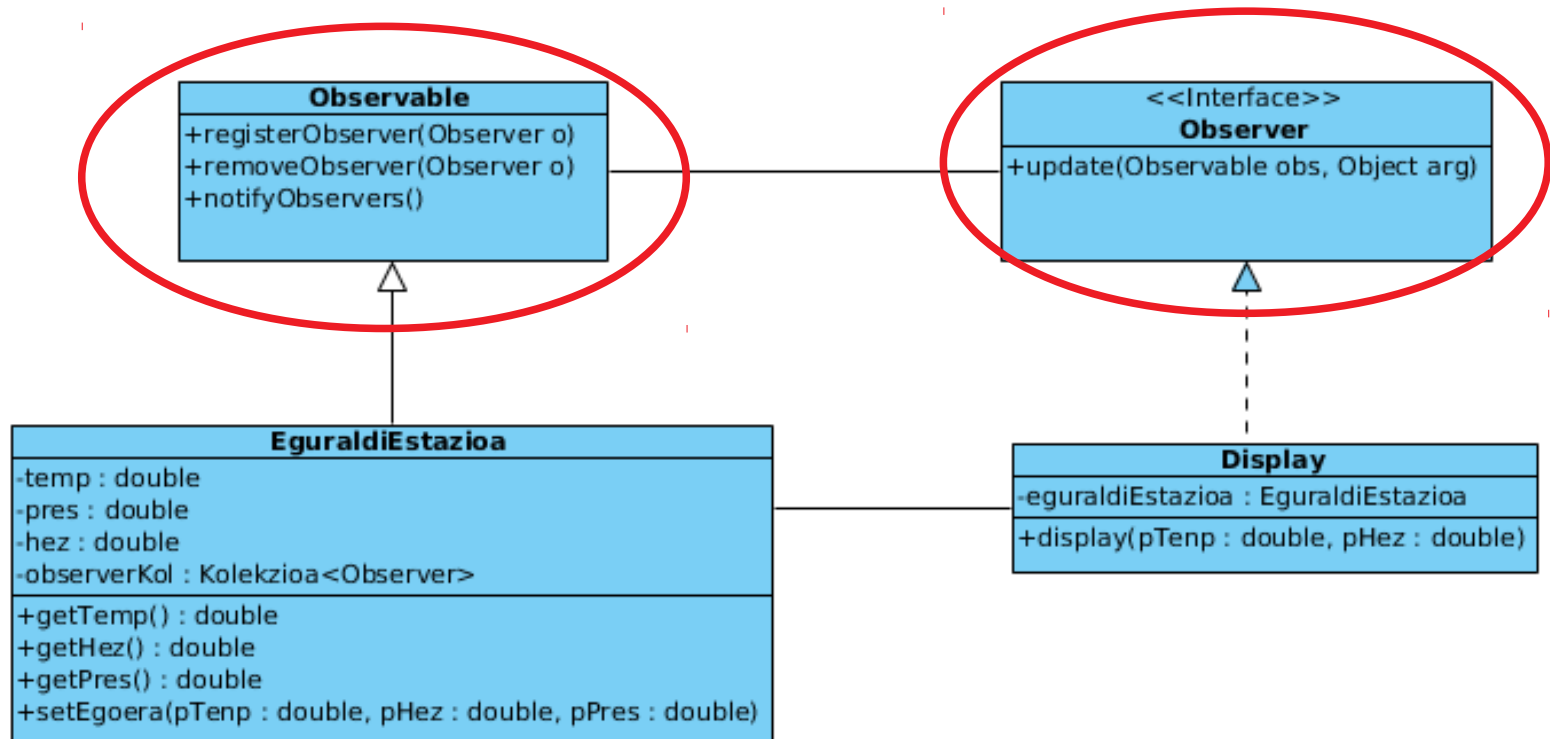 Observable
+registerObserver(Observer o)
+removeObserver(Observer o)
+notifyObservers()
<<Interface>>
Observer
+update(Observable obs, Object arg)
EguraldiEstazioa
-temp : double
-pres : double
-hez : double
-observerKol : Kolekzioa<Observer>
+getTemp() : double
+getHez() : double
+getPres() : double
+setEgoera(pTenp : double, pHez : double, pPres : double)
Display
-eguraldiEstazioa : EguraldiEstazioa
+display(pTenp : double, pHez : double)